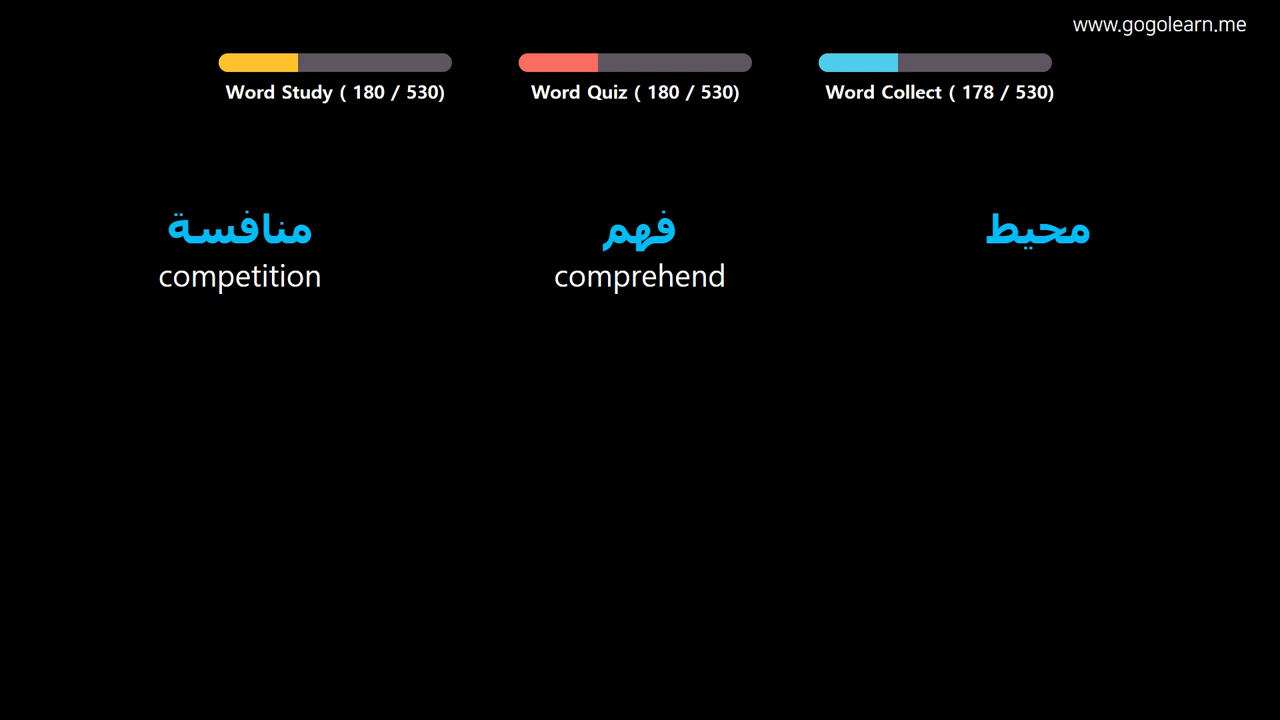 www.gogolearn.me
Word Study ( 180 / 530)
Word Quiz ( 180 / 530)
Word Collect ( 178 / 530)
منافسة
competition
فهم
comprehend
محيط